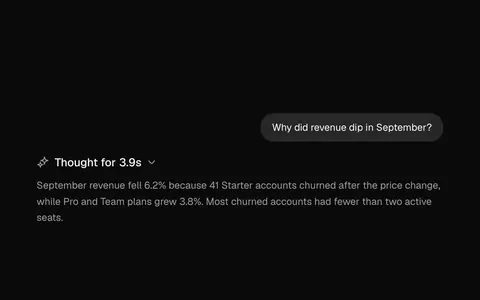 Why did revenue dip in September?
Thought for 3.9s
September revenue fell 6.2% because 41 Starter accounts churned after the price change,
while Pro and Team plans grew 3.8%. Most churned accounts had fewer than two active
seats.